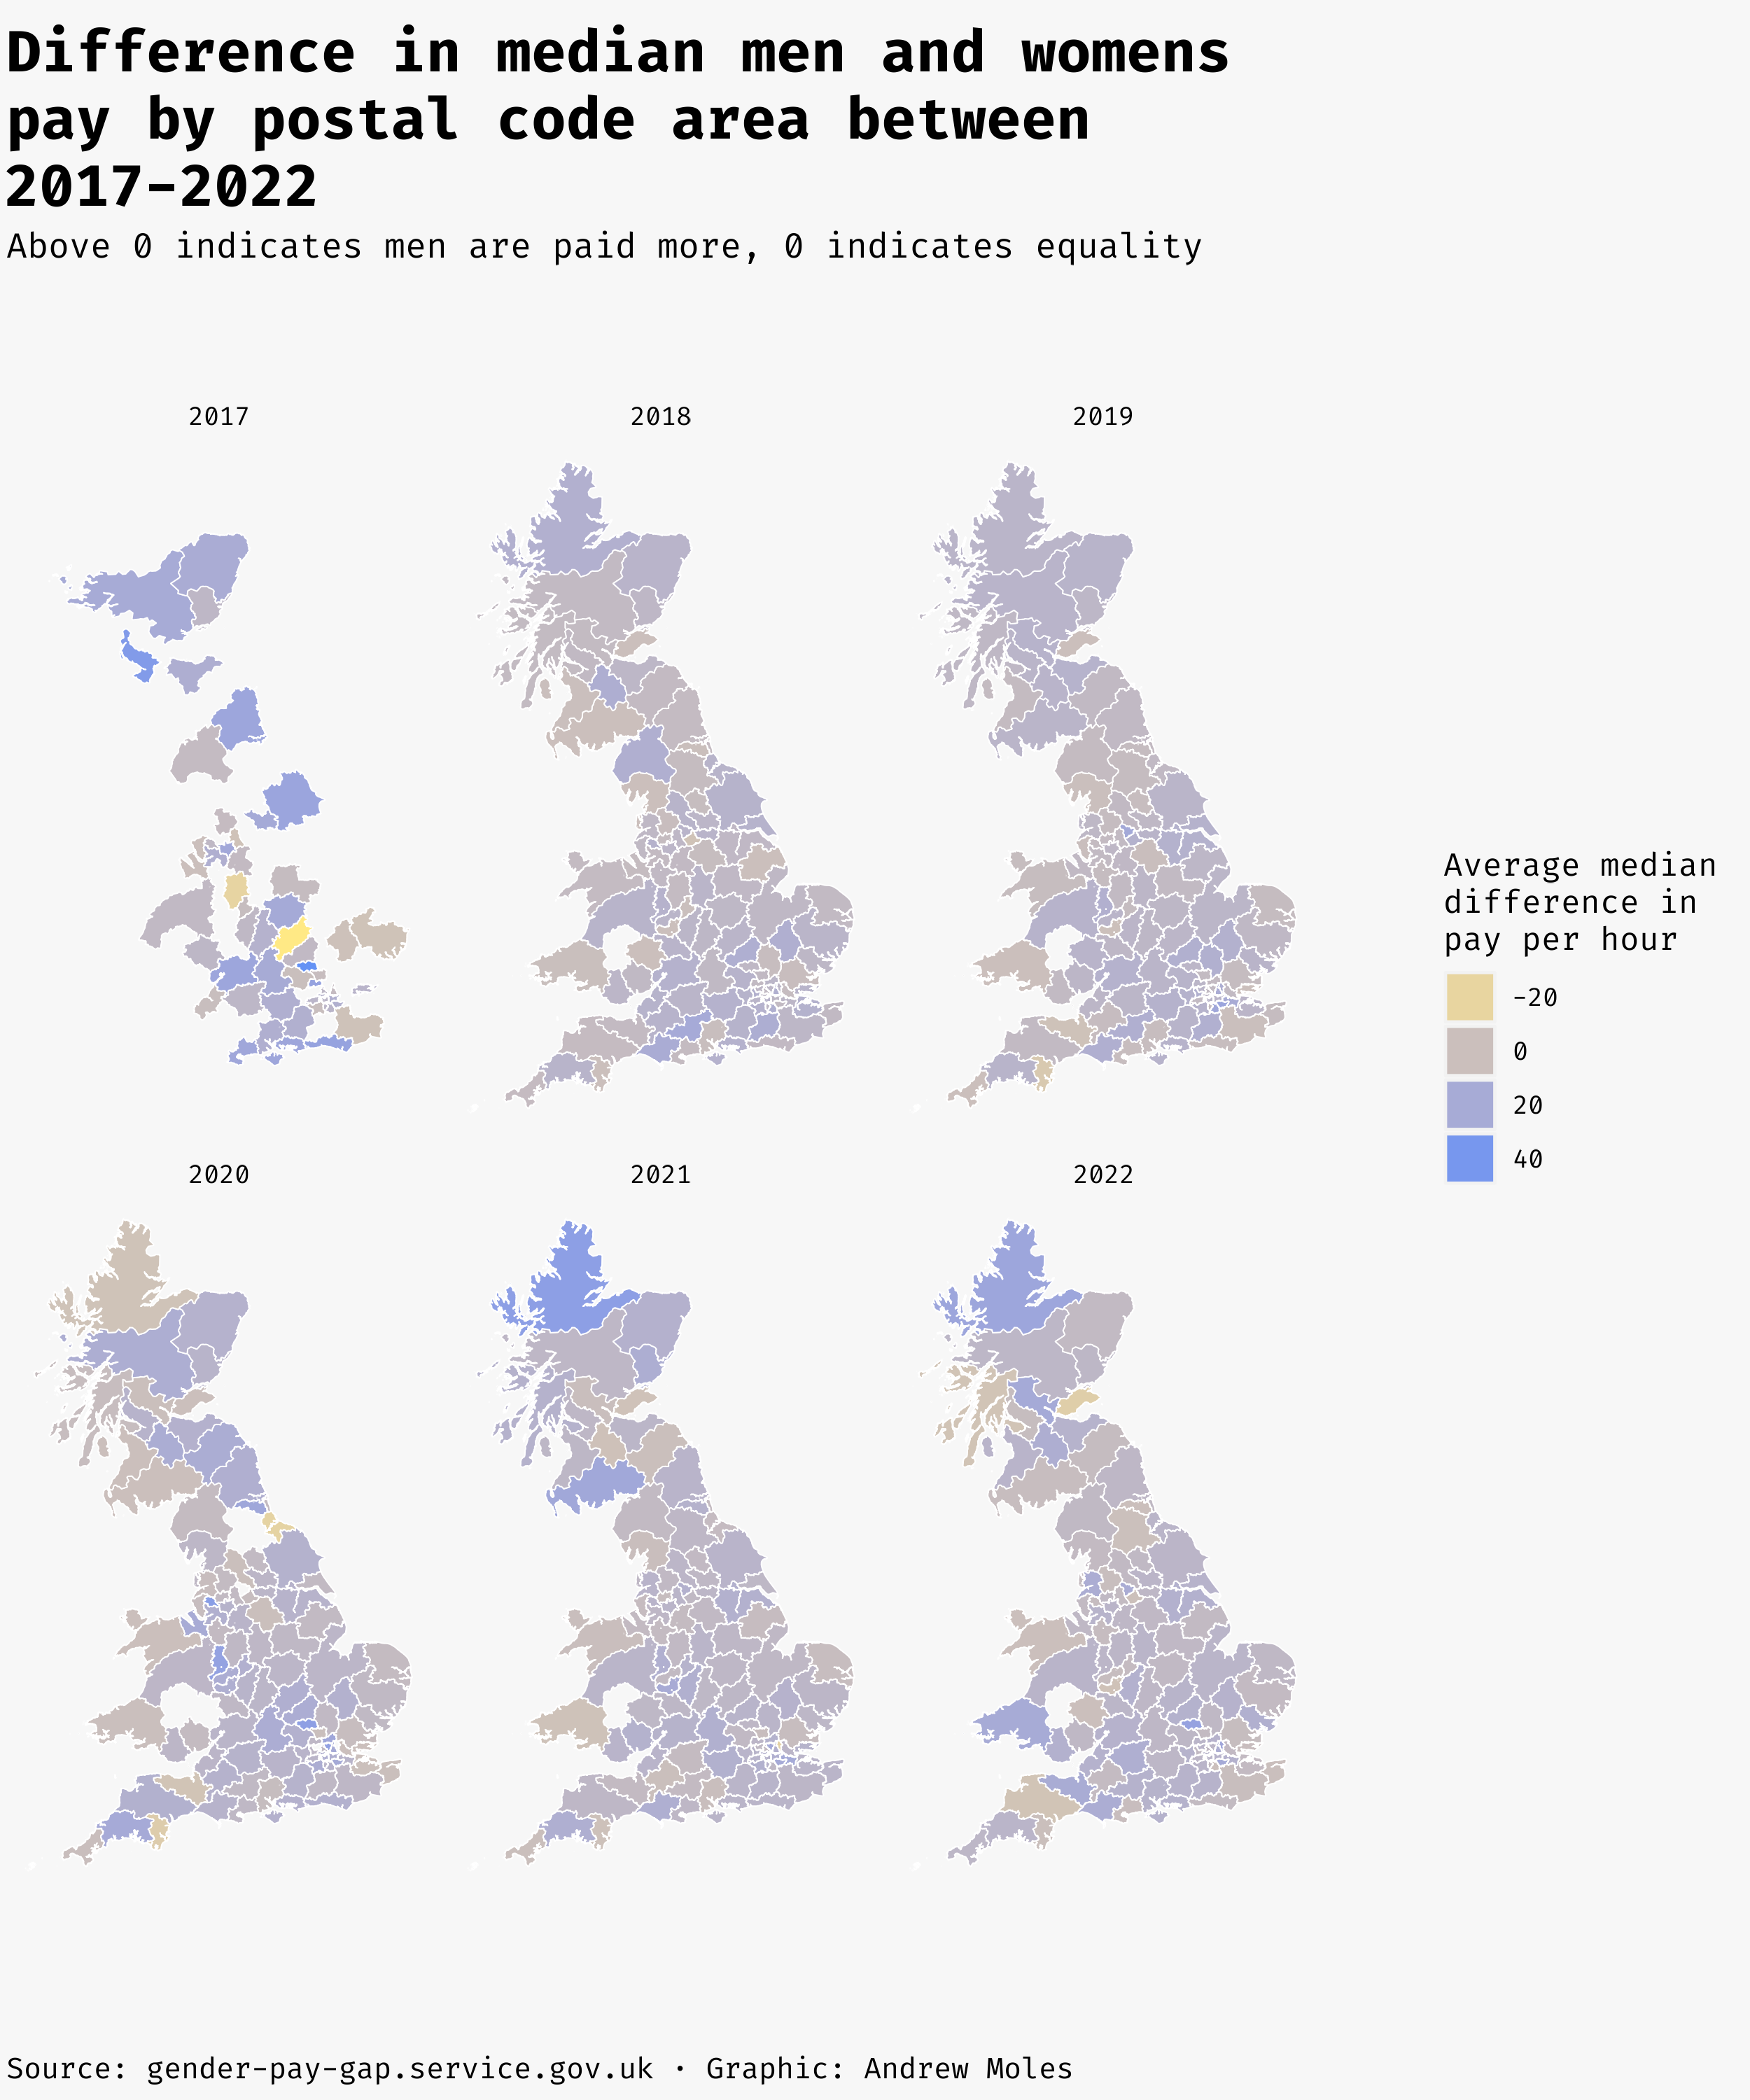 Difference in median men and womens
pay by postal code area between
2017-2022
Above 0 indicates men are paid more, 0 indicates equality
2017
2018
2019
2020
2021
2022
Average median
difference in
pay per hour
-20
0
20
40
Source: gender-pay-gap.service.gov.uk · Graphic: Andrew Moles